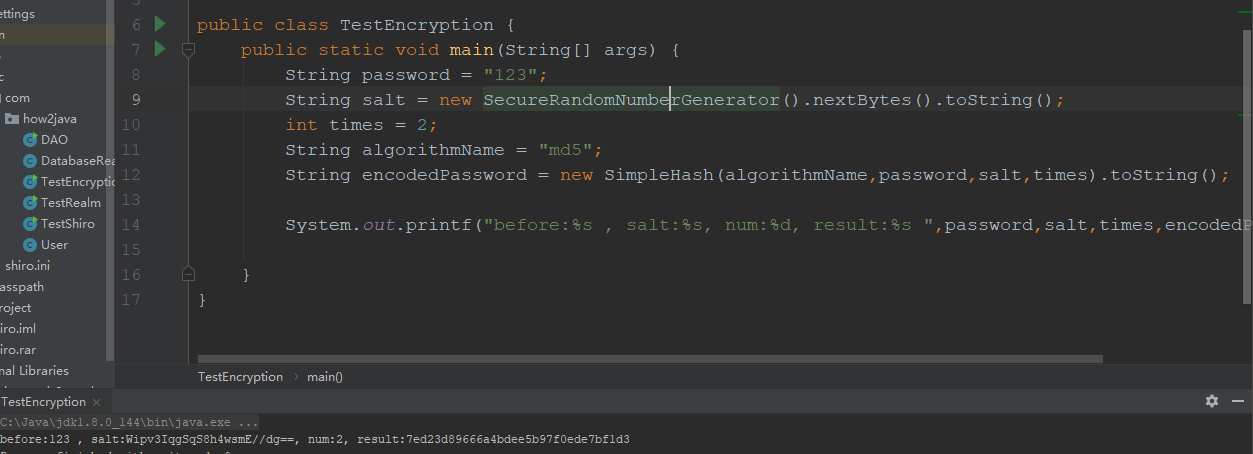 ettings
n
c
com
how2java
DAO
DatabaseRea
TestEncryptic
TestRealm
TestShiro
User
shiro.ini
asspath
roject
iro.iml
iro.rar
nal Libraries
6 public class TestEncryption {
7 public static void main(String[] args) {
8 String password = "123";
9 String salt = new SecureRandomNumberGenerator().nextBytes().toString();
10 int times = 2;
11 String algorithmName = "md5";
12 String encodedPassword = new SimpleHash(algorithmName,password,salt,times).toString();
13
14 System.out.printf("before:%s , salt:%s, num:%d, result:%s ",password,salt,times,encodedP
15
16 }
17 }
TestEncryption › main()
TestEncryption ×
C:\Java\jdk1.8.0_144\bin\java.exe ...
before:123 , salt:Wipv3IqgSqS8h4wsmE//dg==, num:2, result:7ed23d89666a4bdee5b97f0ede7bf1d3